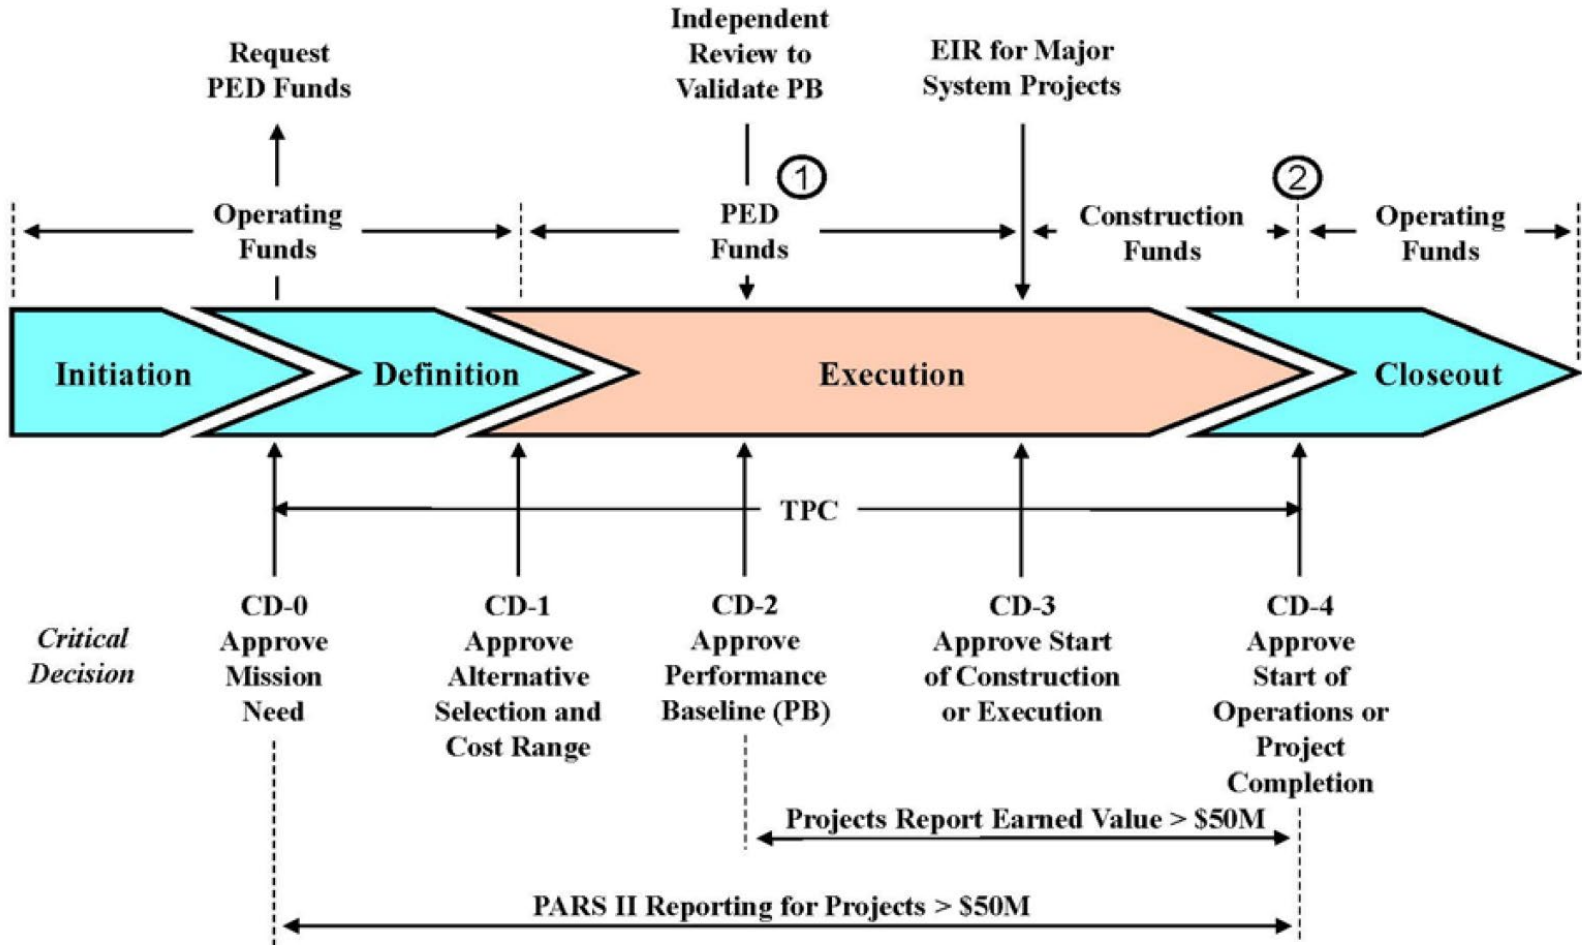 Request
PED Funds
Independent
Review to
Validate PB
EIR for Major
System Projects
1
2
Operating
Funds
PED
Funds
Construction
Funds
Operating
Funds
Initiation
Definition
Execution
Closeout
TPC
Critical
Decision
CD-0
Approve
Mission
Need
CD-1
Approve
Alternative
Selection and
Cost Range
CD-2
Approve
Performance
Baseline (PB)
CD-3
Approve Start
of Construction
or Execution
CD-4
Approve
Start of
Operations or
Project
Completion
Projects Report Earned Value > $50M
PARS II Reporting for Projects > $50M